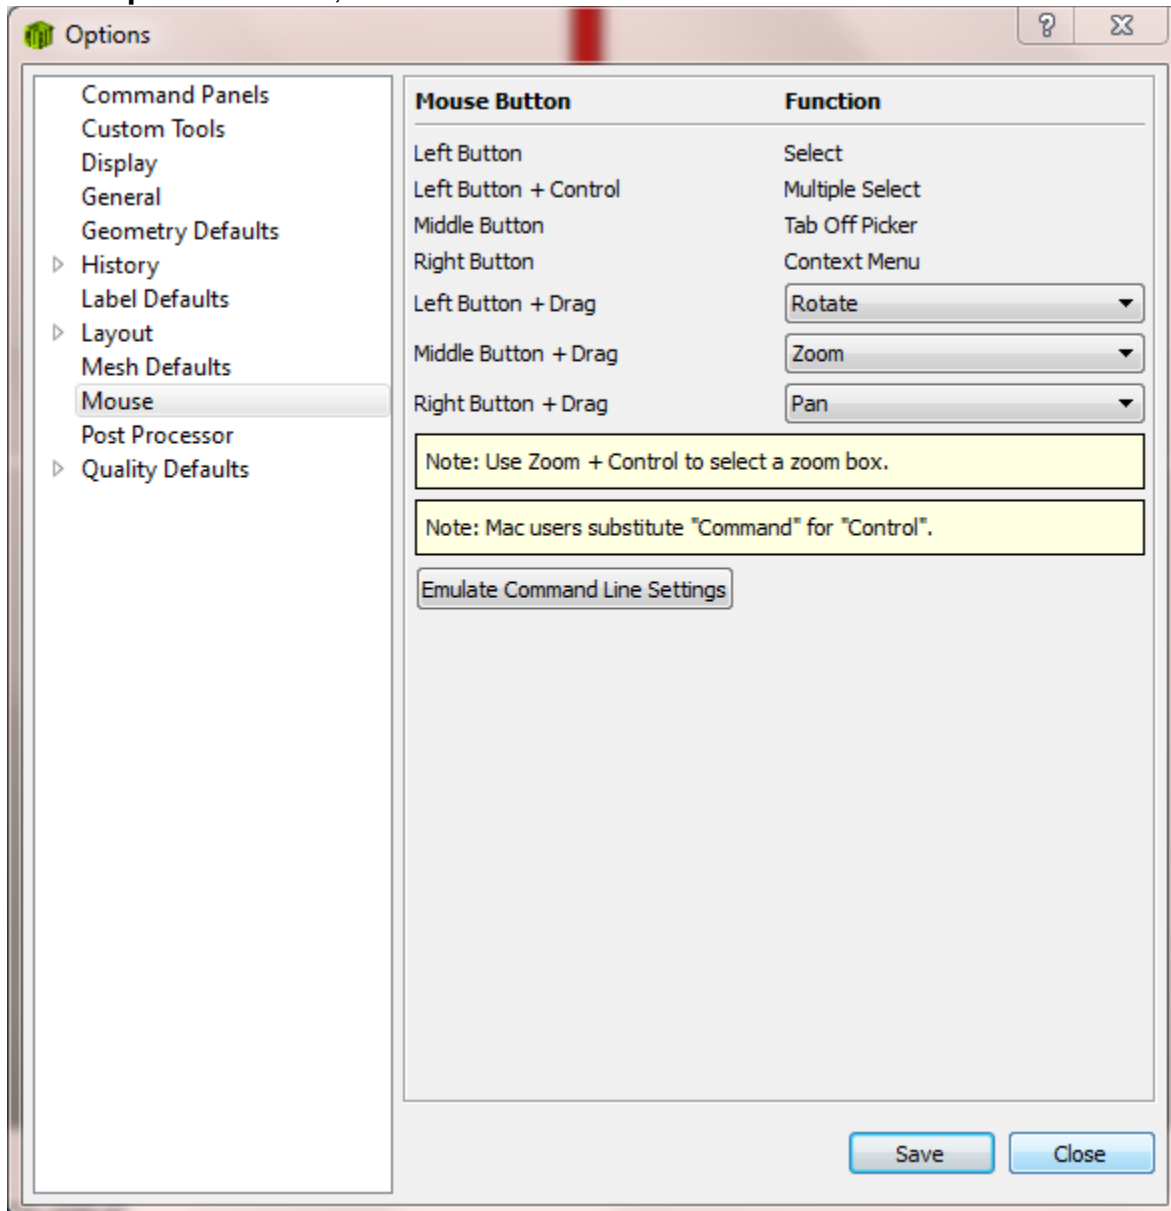 Options
Command Panels
Custom Tools
Display
General
Geometry Defaults
History
Label Defaults
Layout
Mesh Defaults
Mouse
Post Processor
Quality Defaults
Mouse Button Function
Left Button Select
Left Button + Control Multiple Select
Middle Button Tab Off Picker
Right Button Context Menu
Left Button + Drag Rotate
Middle Button + Drag Zoom
Right Button + Drag Pan
Note: Use Zoom + Control to select a zoom box.
Note: Mac users substitute "Command" for "Control".
Emulate Command Line Settings
Save Close